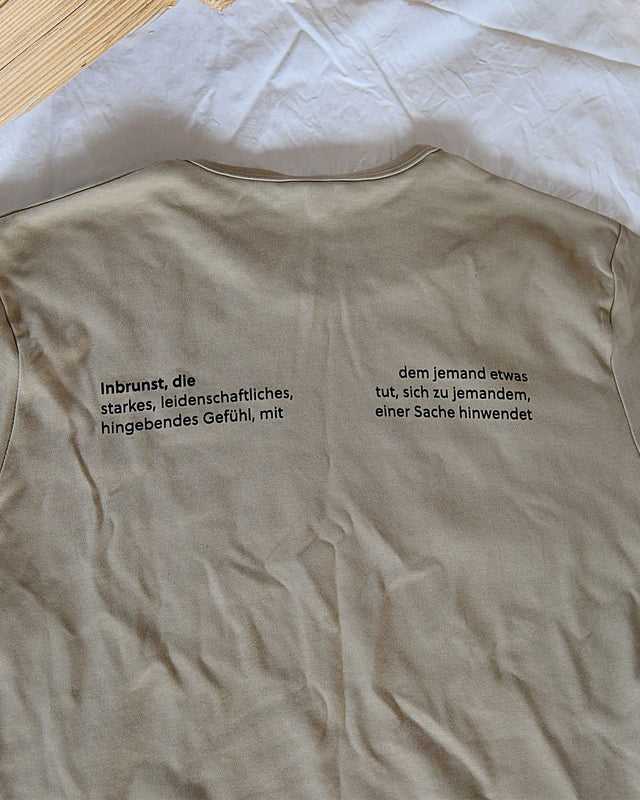 Inbrunst, die
starkes, leidenschaftliches,
hingebendes Gefühl, mit
dem jemand etwas
tut, sich zu jemandem,
einer Sache hinwendet